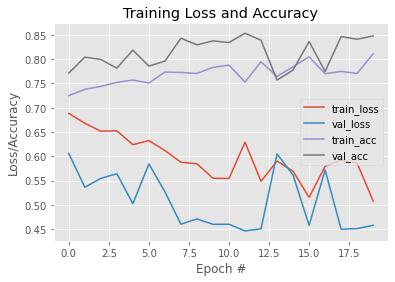 Training Loss and Accuracy
Loss/Accuracy
0.85
0.80
0.75
0.70
0.65
0.60
0.55
0.50
0.45
train_loss
val_loss
train_acc
val_acc
0.0 2.5 5.0 7.5 10.0 12.5 15.0 17.5
Epoch #